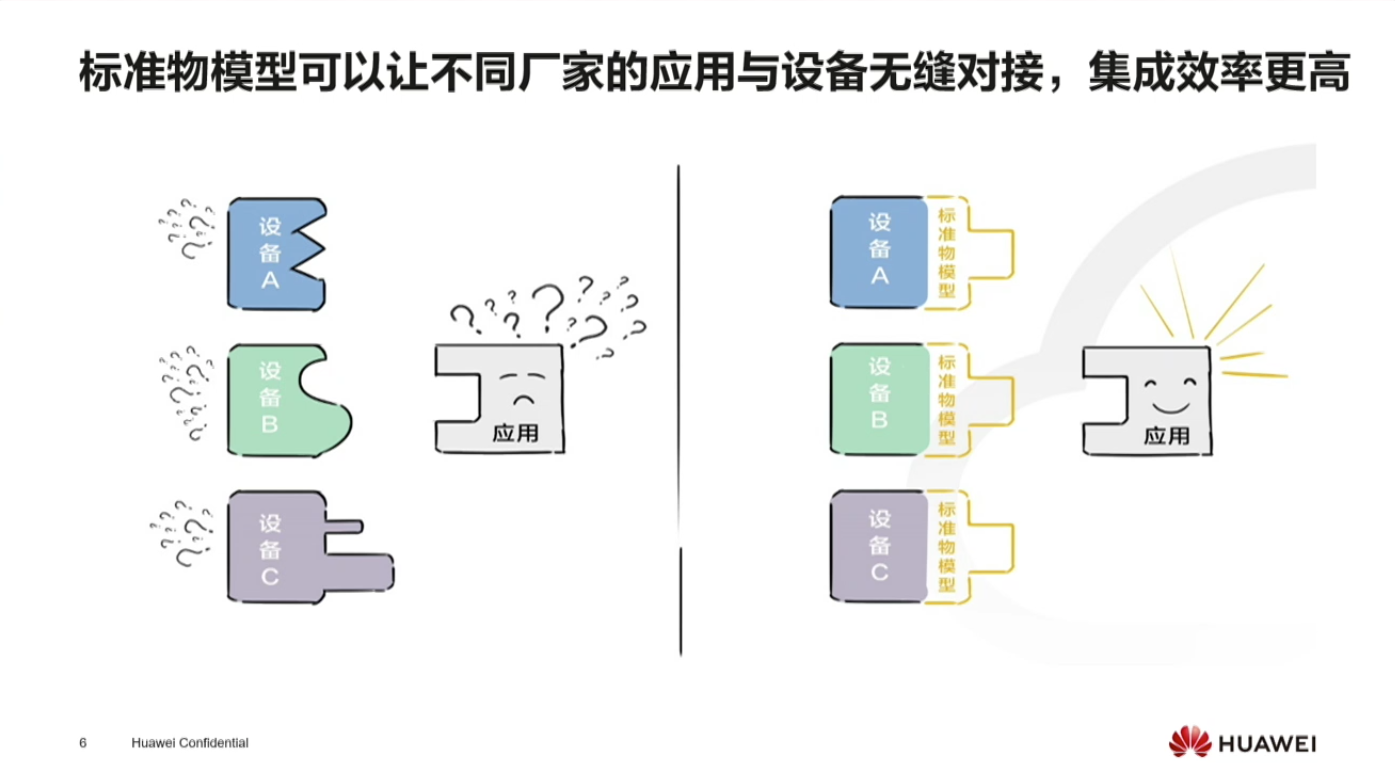 标准物模型可以让不同厂家的应用与设备无缝对接，集成效率更高
设备A
设备B
应用
设备C
设备A
标准物模型
设备B
标准物模型
应用
设备C
标准物模型
6
Huawei Confidential
HUAWEI